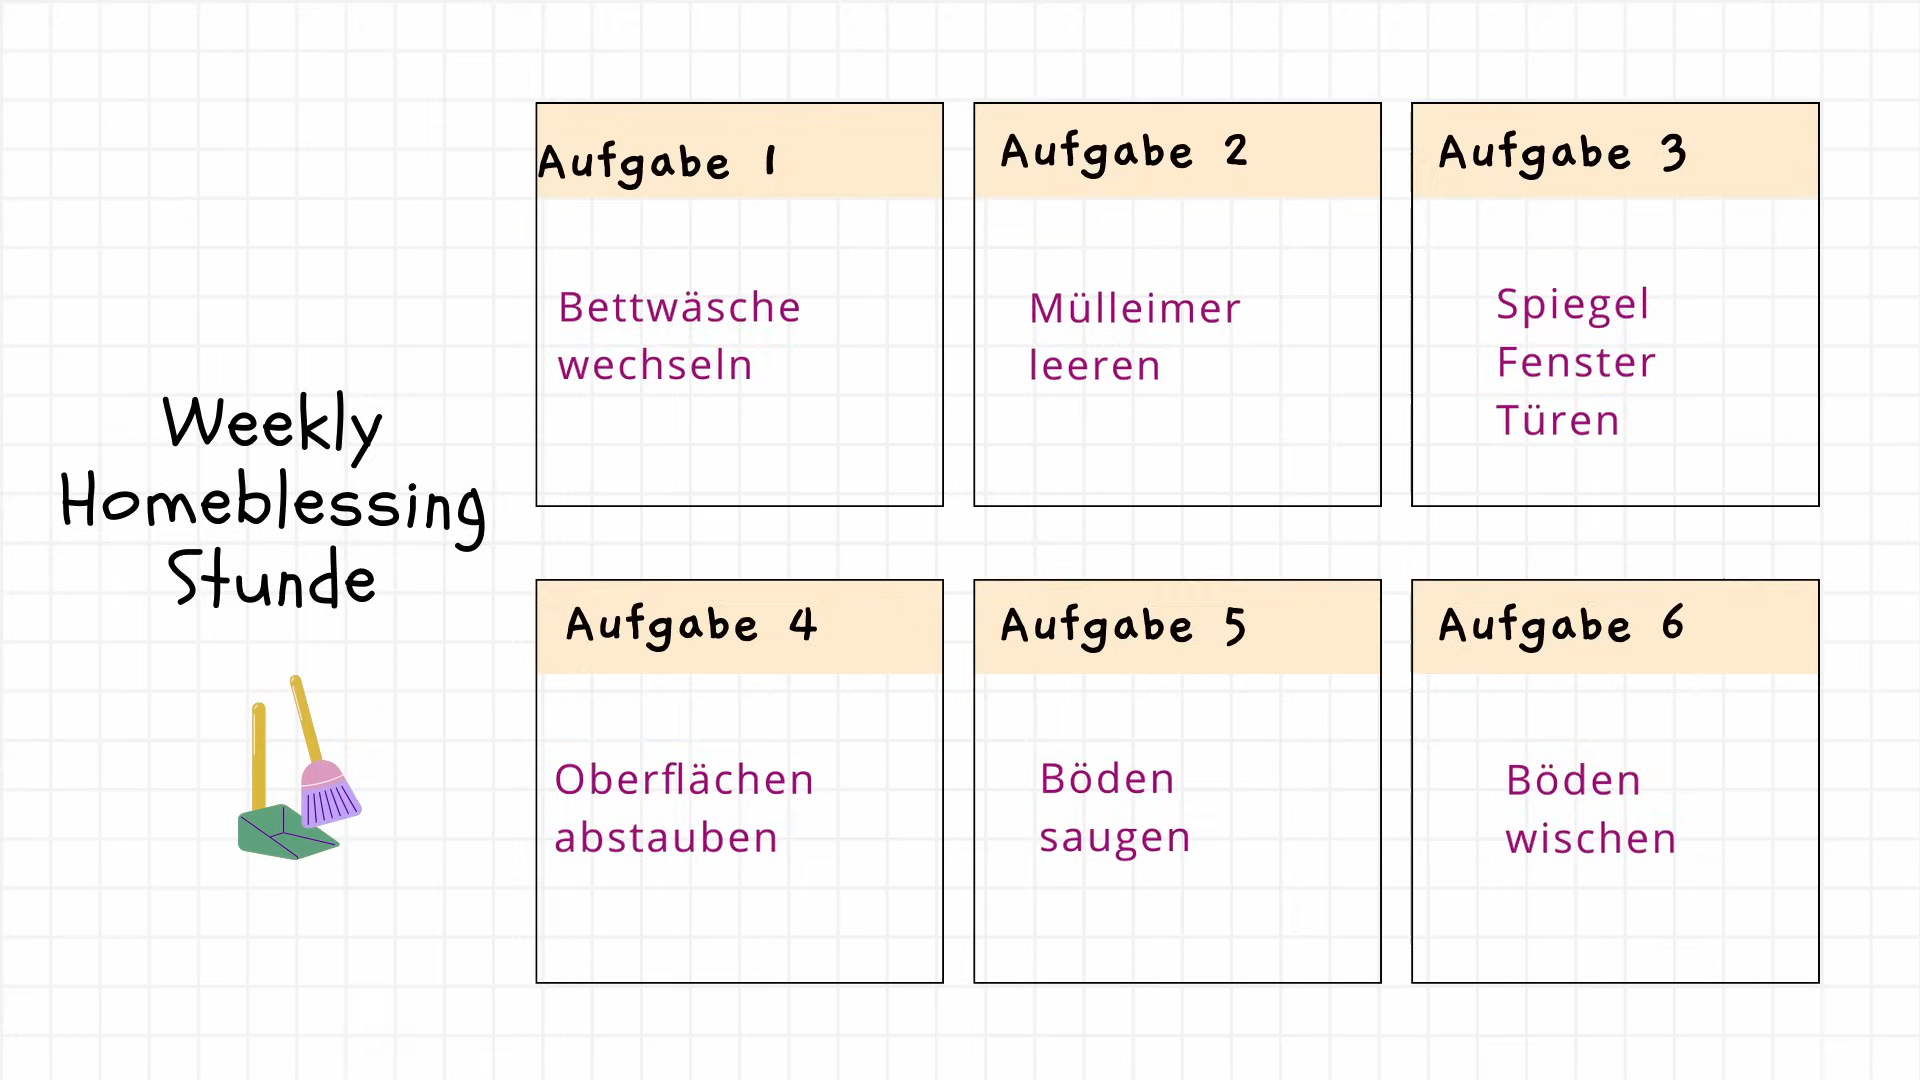 Weekly
Homeblessing
Stunde
Aufgabe 1
Bettwäsche
wechseln
Aufgabe 2
Mülleimer
leeren
Aufgabe 3
Spiegel
Fenster
Türen
Aufgabe 4
Oberflächen
abstauben
Aufgabe 5
Böden
saugen
Aufgabe 6
Böden
wischen